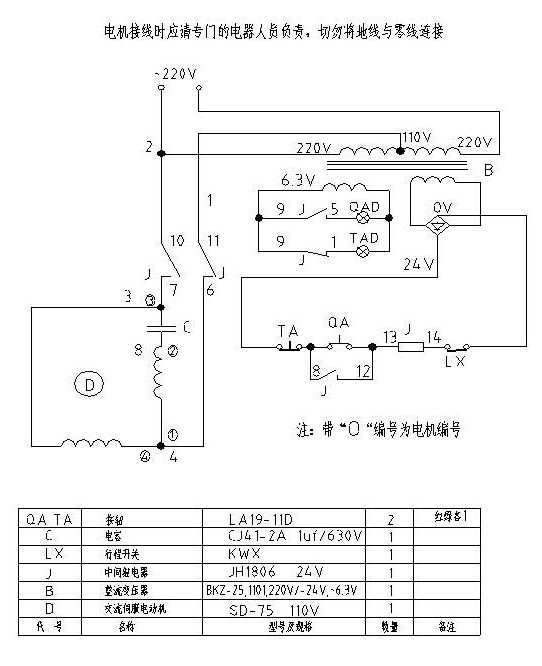 电机接线时应请专门的电器人员负责，切勿将地线与零线连接
~220V
2
220V
110V
220V
B
6.3V
9
J
5
QAD
9
J
1
TAD
0V
24V
1
10
11
J
7
J
6
3
③
C
8
②
D
①
④
4
TA
QA
13
J
14
LX
8
12
J
注：带"O"编号为电机编号
QA TA 按钮 LA19-11D 2 红绿各1
C 电容 CJ41-2A 1uf/630V 1
LX 行程开关 KWX 1
J 中间继电器 JH1806 24V 1
B 整流变压器 BKZ-25,110V,220V/-24V,~6.3V 1
D 交流伺服电动机 SD-75 110V 1
代 号 名称 型号及规格 数量 备注